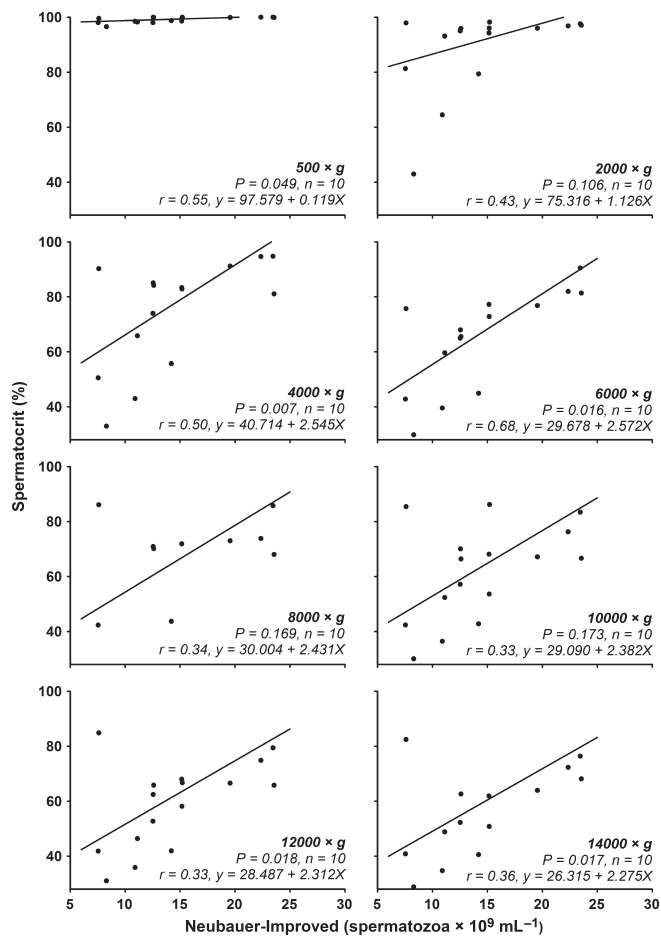 100
80
60
40
500 × g
P = 0.049, n = 10
r = 0.55, y = 97.579 + 0.119X
2000 × g
P = 0.106, n = 10
r = 0.43, y = 75.316 + 1.126X
100
80
60
40
4000 × g
P = 0.007, n = 10
r = 0.50, y = 40.714 + 2.545X
6000 × g
P = 0.016, n = 10
r = 0.68, y = 29.678 + 2.572X
Spermatocrit (%)
100
80
60
40
8000 × g
P = 0.169, n = 10
r = 0.34, y = 30.004 + 2.431X
10000 × g
P = 0.173, n = 10
r = 0.33, y = 29.090 + 2.382X
100
80
60
40
12000 × g
P = 0.018, n = 10
r = 0.33, y = 28.487 + 2.312X
14000 × g
P = 0.017, n = 10
r = 0.36, y = 26.315 + 2.275X
5 10 15 20 25 30 5 10 15 20 25 30
Neubauer-Improved (spermatozoa × 10⁹ mL⁻¹)